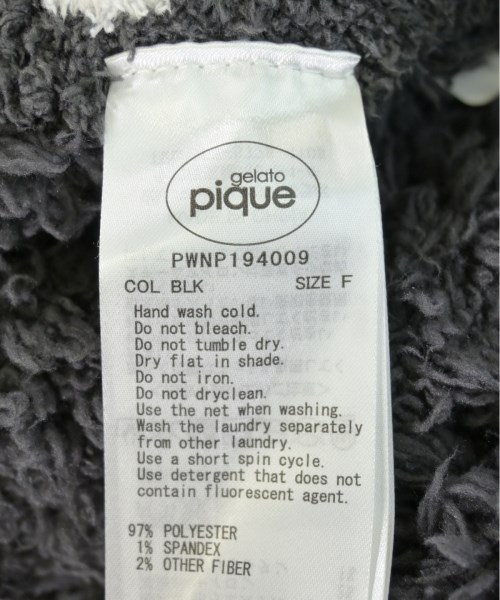 gelato
pique
PWNP194009
COL BLK SIZE F
Hand wash cold.
Do not bleach.
Do not tumble dry.
Dry flat in shade.
Do not iron.
Do not dryclean.
Use the net when washing.
Wash the laundry separately
from other laundry.
Use a short spin cycle.
Use detergent that does not
contain fluorescent agent.
97% POLYESTER
1% SPANDEX
2% OTHER FIBER